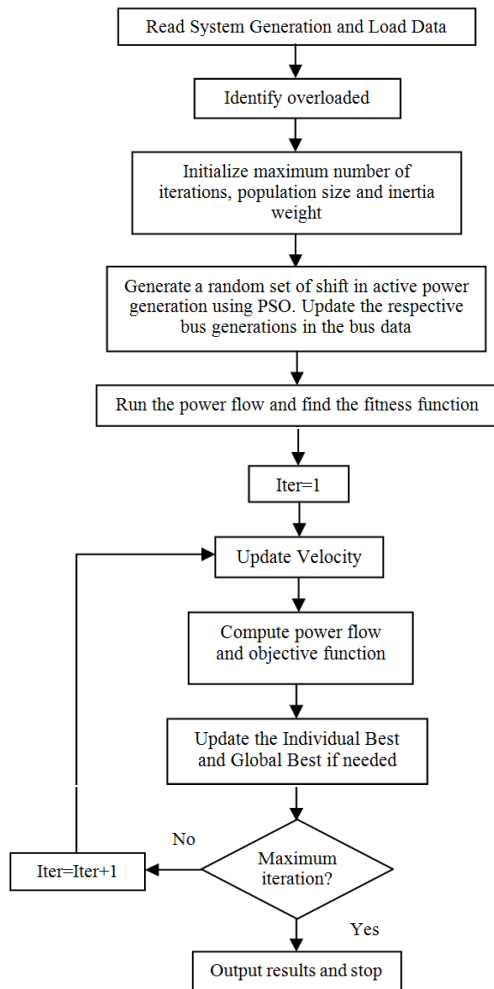 Read System Generation and Load Data
Identify overloaded
Initialize maximum number of
iterations, population size and inertia
weight
Generate a random set of shift in active power
generation using PSO. Update the respective
bus generations in the bus data
Run the power flow and find the fitness function
Iter=1
Update Velocity
Compute power flow
and objective function
Update the Individual Best
and Global Best if needed
No
Maximum
iteration?
Iter=Iter+1
Yes
Output results and stop